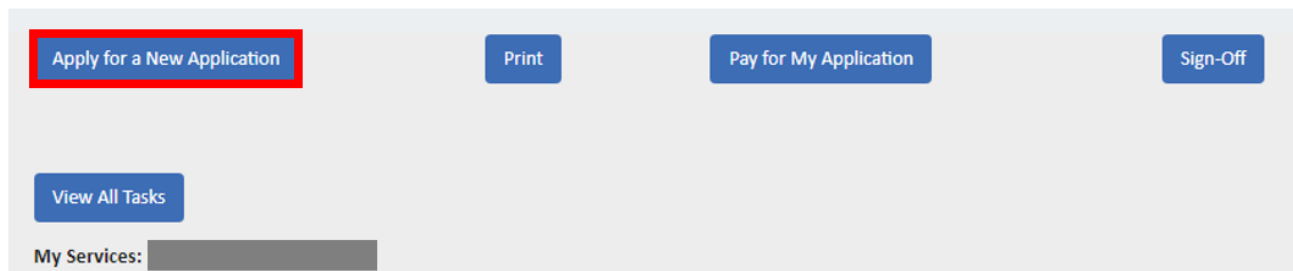 Apply for a New Application Print Pay for My Application Sign-Off
View All Tasks
My Services: